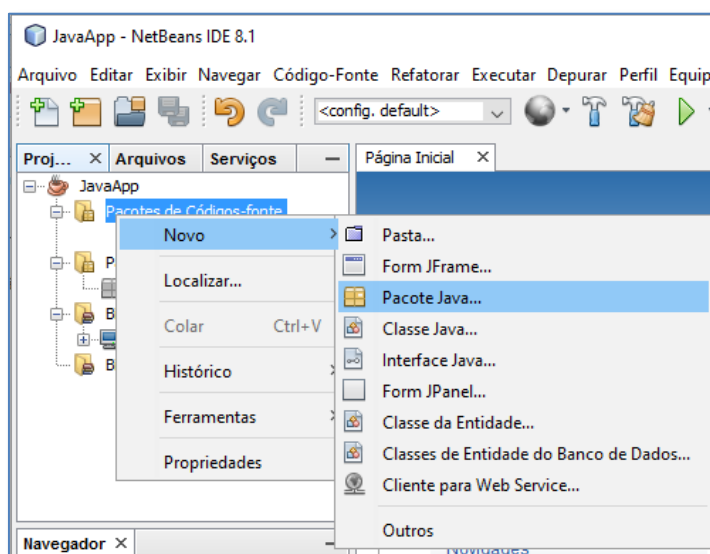 JavaApp - NetBeans IDE 8.1
Arquivo Editar Exibir Navegar Código-Fonte Refatorar Executar Depurar Perfil Equip
<config. default>
Proj... Arquivos Serviços
Página Inicial
JavaApp
Pacotes de Códigos-fonte
P
B
B
Novo
Localizar...
Colar Ctrl+V
Histórico
Ferramentas
Propriedades
Pasta...
Form JFrame...
Pacote Java...
Classe Java...
Interface Java...
Form JPanel...
Classe da Entidade...
Classes de Entidade do Banco de Dados...
Cliente para Web Service...
Outros
Navegador
Novidades